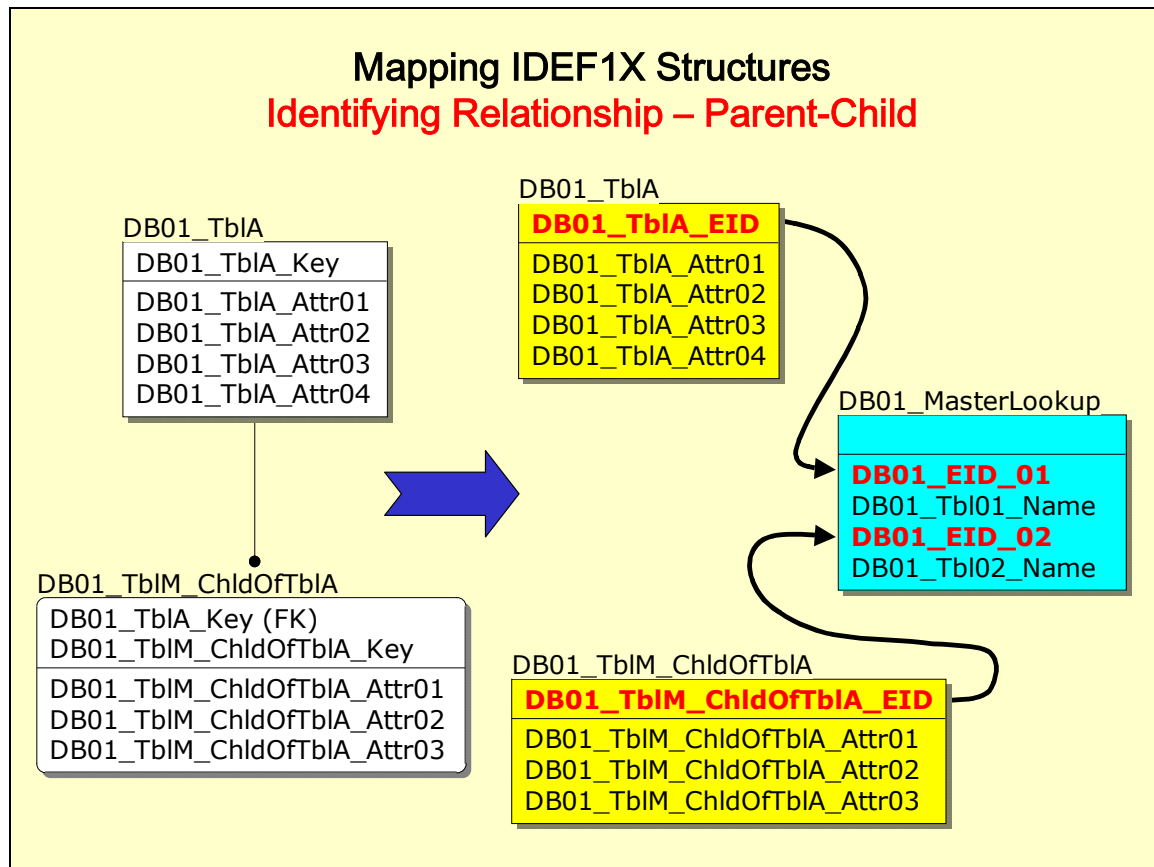 Mapping IDEF1X Structures
Identifying Relationship – Parent-Child
DB01_TblA
DB01_TblA_Key
DB01_TblA_Attr01
DB01_TblA_Attr02
DB01_TblA_Attr03
DB01_TblA_Attr04
DB01_TblM_ChldOfTblA
DB01_TblA_Key (FK)
DB01_TblM_ChldOfTblA_Key
DB01_TblM_ChldOfTblA_Attr01
DB01_TblM_ChldOfTblA_Attr02
DB01_TblM_ChldOfTblA_Attr03
DB01_TblA
DB01_TblA_EID
DB01_TblA_Attr01
DB01_TblA_Attr02
DB01_TblA_Attr03
DB01_TblA_Attr04
DB01_MasterLookup
DB01_EID_01
DB01_Tbl01_Name
DB01_EID_02
DB01_Tbl02_Name
DB01_TblM_ChldOfTblA
DB01_TblM_ChldOfTblA_EID
DB01_TblM_ChldOfTblA_Attr01
DB01_TblM_ChldOfTblA_Attr02
DB01_TblM_ChldOfTblA_Attr03